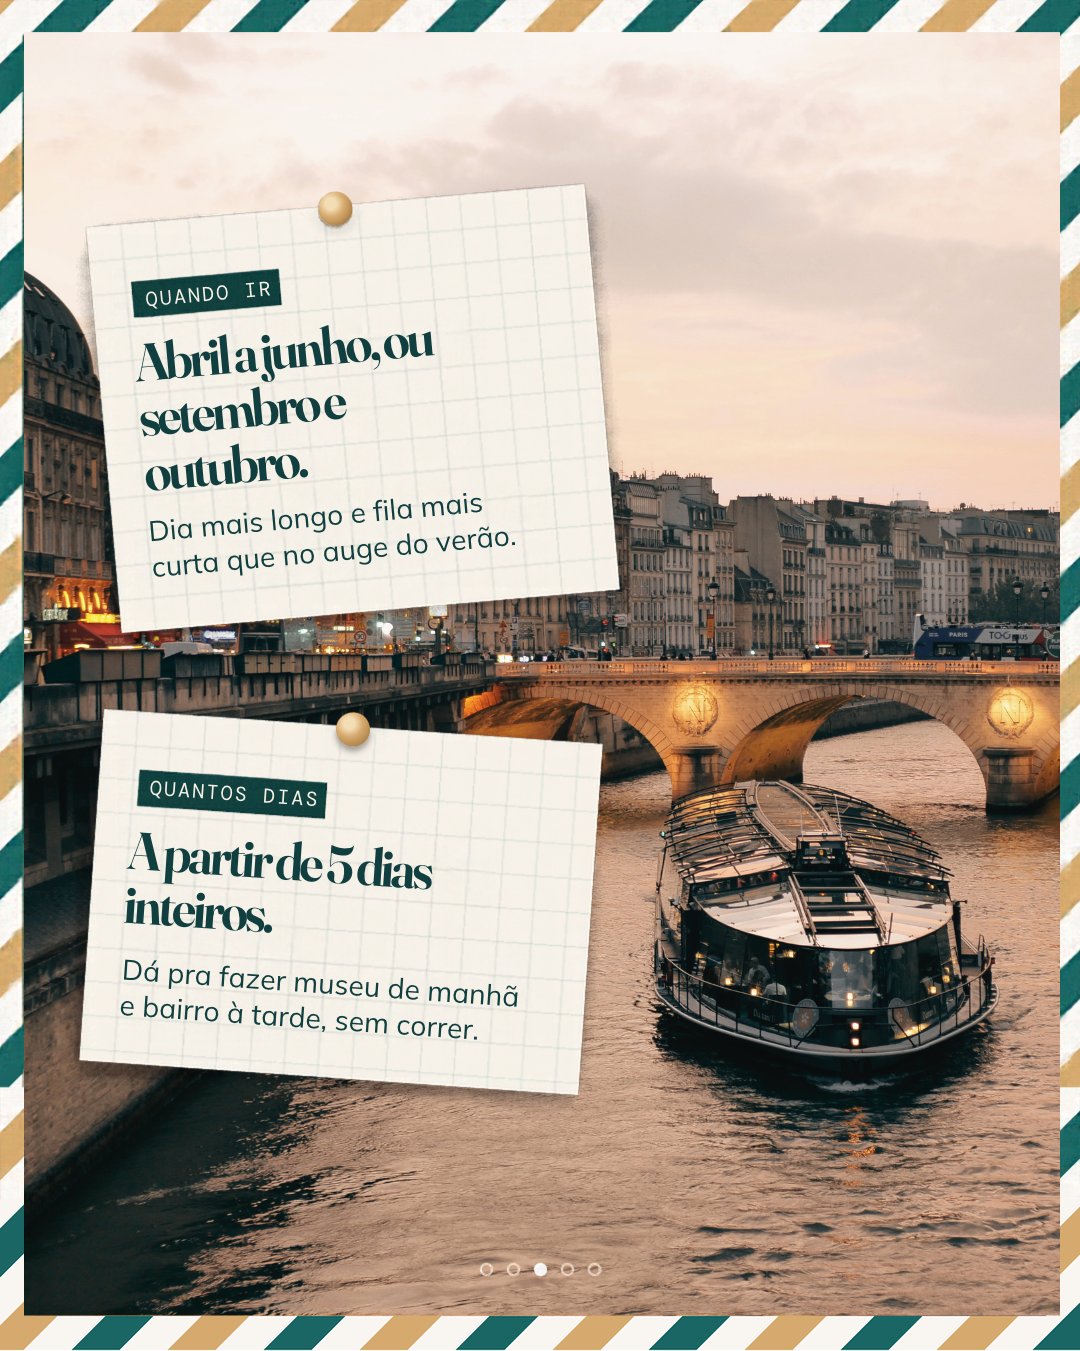 QUANDO IR
Abril a junho, ou
setembro e
outubro.
Dia mais longo e fila mais
curta que no auge do verão.
PARIS
N
N
QUANTOS DIAS
A partir de 5 dias
inteiros.
Dá pra fazer museu de manhã
e bairro à tarde, sem correr.